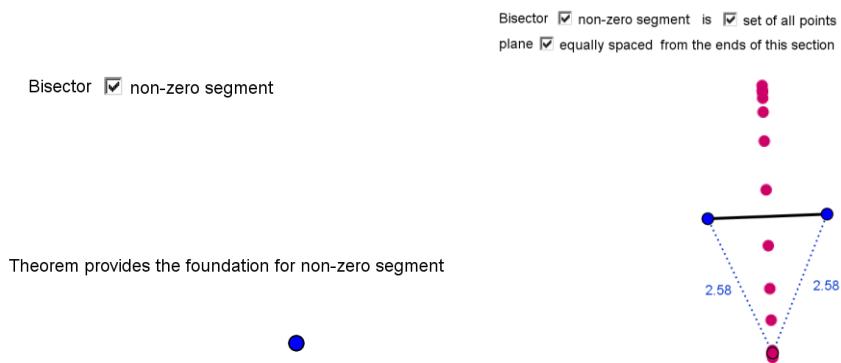 Bisector non-zero segment is set of all points
plane equally spaced from the ends of this section
Bisector non-zero segment
Theorem provides the foundation for non-zero segment
2.58
2.58